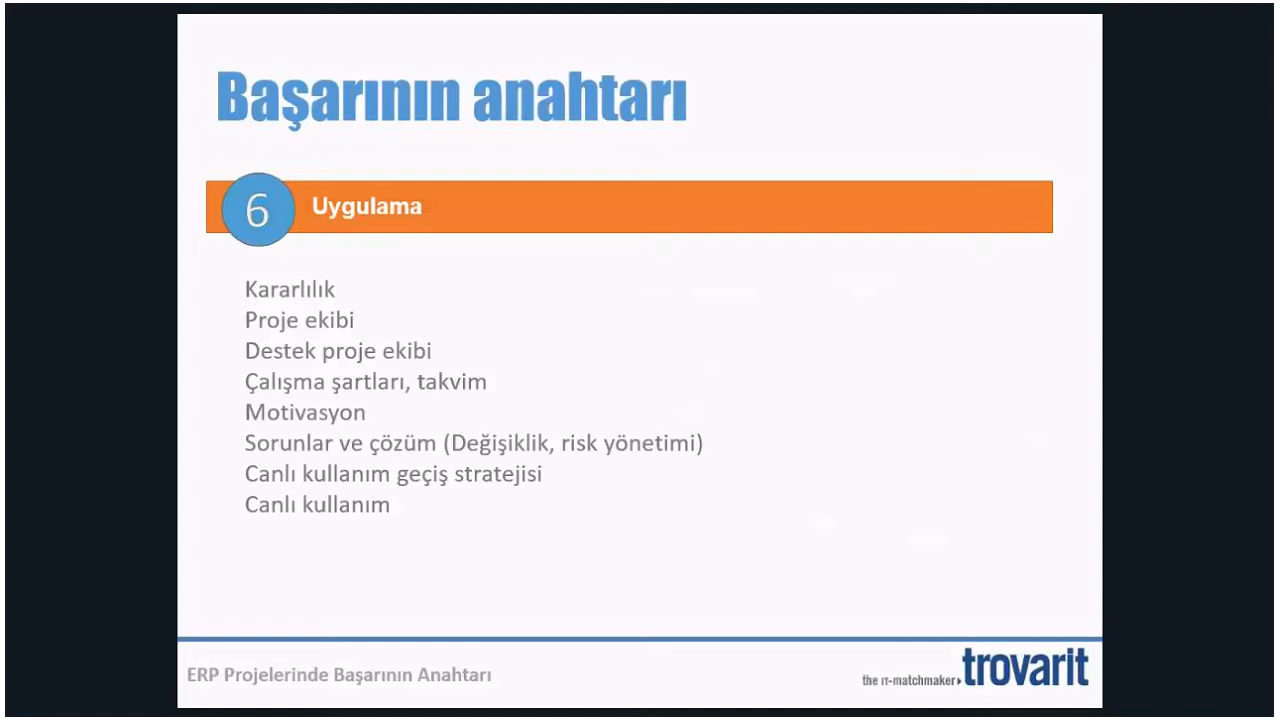 Başarının anahtarı
6 Uygulama
Kararlılık
Proje ekibi
Destek proje ekibi
Çalışma şartları, takvim
Motivasyon
Sorunlar ve çözüm (Değişiklik, risk yönetimi)
Canlı kullanım geçiş stratejisi
Canlı kullanım
ERP Projelerinde Başarının Anahtarı
the IT-matchmaker trovarit